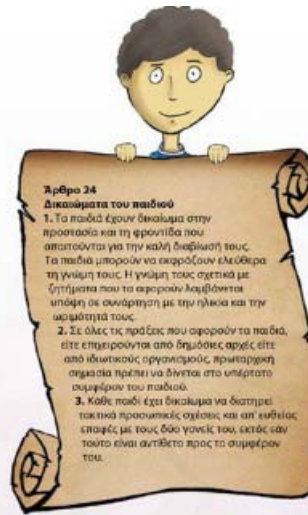 Άρθρο 24
Δικαιώματα του παιδιού
1. Τα παιδιά έχουν δικαίωμα στην
προστασία και τη φροντίδα που
απαιτούνται για την καλή διαβίωσή τους.
Τα παιδιά μπορούν να εκφράζουν ελεύθερα
τη γνώμη τους. Η γνώμη τους σχετικά με
ζητήματα που τα αφορούν λαμβάνεται
υπόψη σε συνάρτηση με την ηλικία και την
ωριμότητά τους.
2. Σε όλες τις πράξεις που αφορούν τα παιδιά,
είτε επιχειρούνται από δημόσιες αρχές είτε
από ιδιωτικούς οργανισμούς, πρωταρχική
σημασία πρέπει να δίνεται στο υπέρτατο
συμφέρον του παιδιού.
3. Κάθε παιδί έχει δικαίωμα να διατηρεί
τακτικά προσωπικές σχέσεις και απ' ευθείας
επαφές με τους δύο γονείς του, εκτός εάν
τούτο είναι αντίθετο προς το συμφέρον
του.